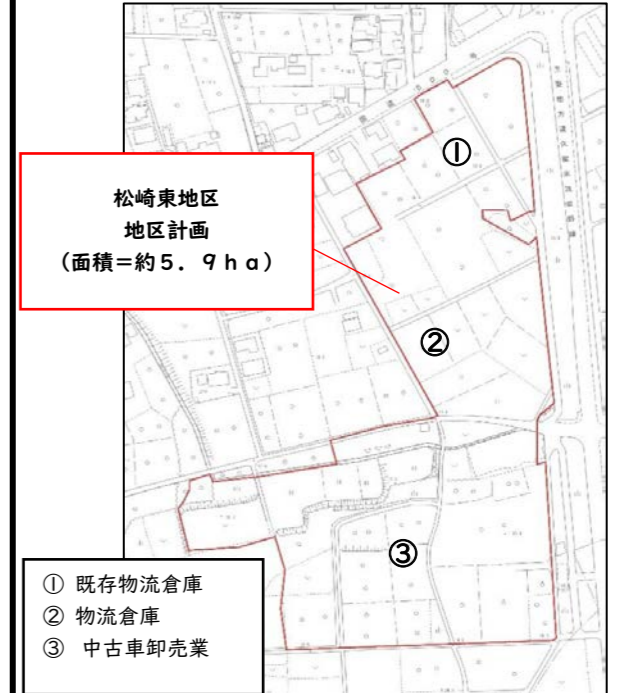 ①
松崎東地区
地区計画
(面積=約5.9ha)
②
③
① 既存物流倉庫
② 物流倉庫
③ 中古車卸売業